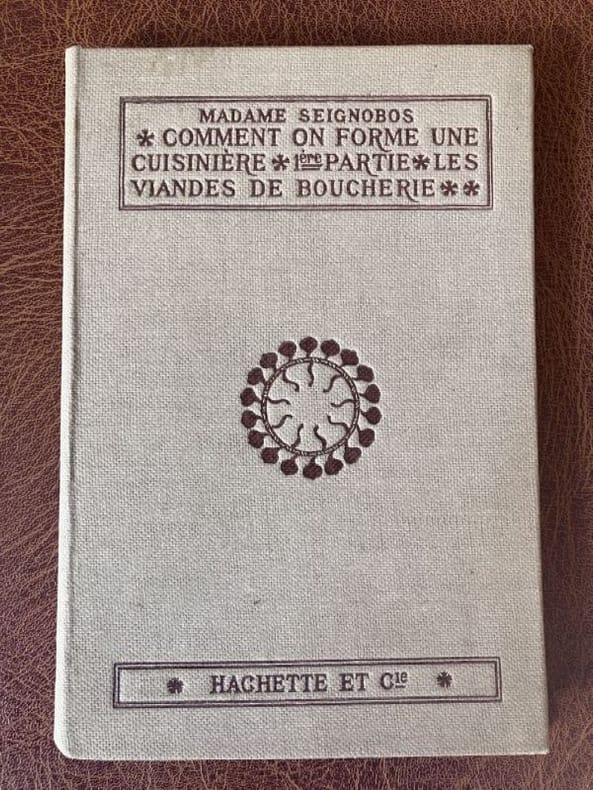 MADAME SEIGNOBOS
* COMMENT ON FORME UNE
CUISINIÈRE * 1ère PARTIE * LES
VIANDES DE BOUCHERIE * *
* HACHETTE ET Cie *